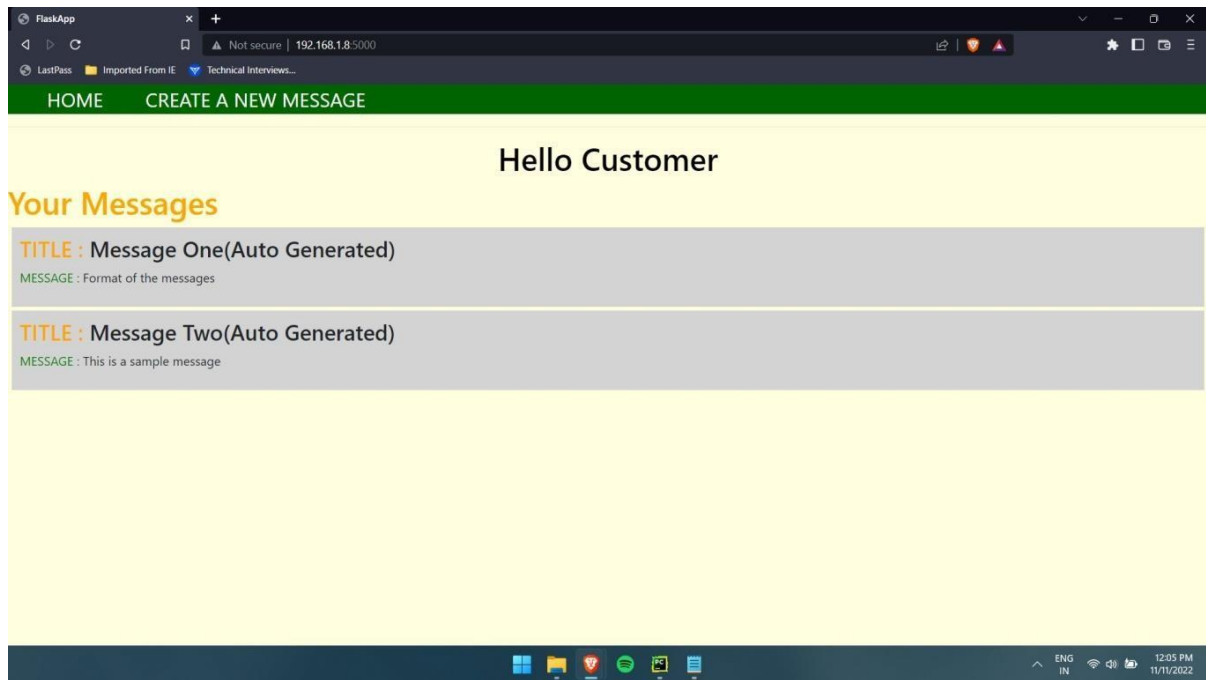 FlaskApp
Not secure | 192.168.1.8:5000
LastPass Imported From IE Technical Interviews...
HOME CREATE A NEW MESSAGE
Hello Customer
Your Messages
TITLE : Message One(Auto Generated)
MESSAGE : Format of the messages
TITLE : Message Two(Auto Generated)
MESSAGE : This is a sample message
ENG
IN
12:05 PM
11/11/2022